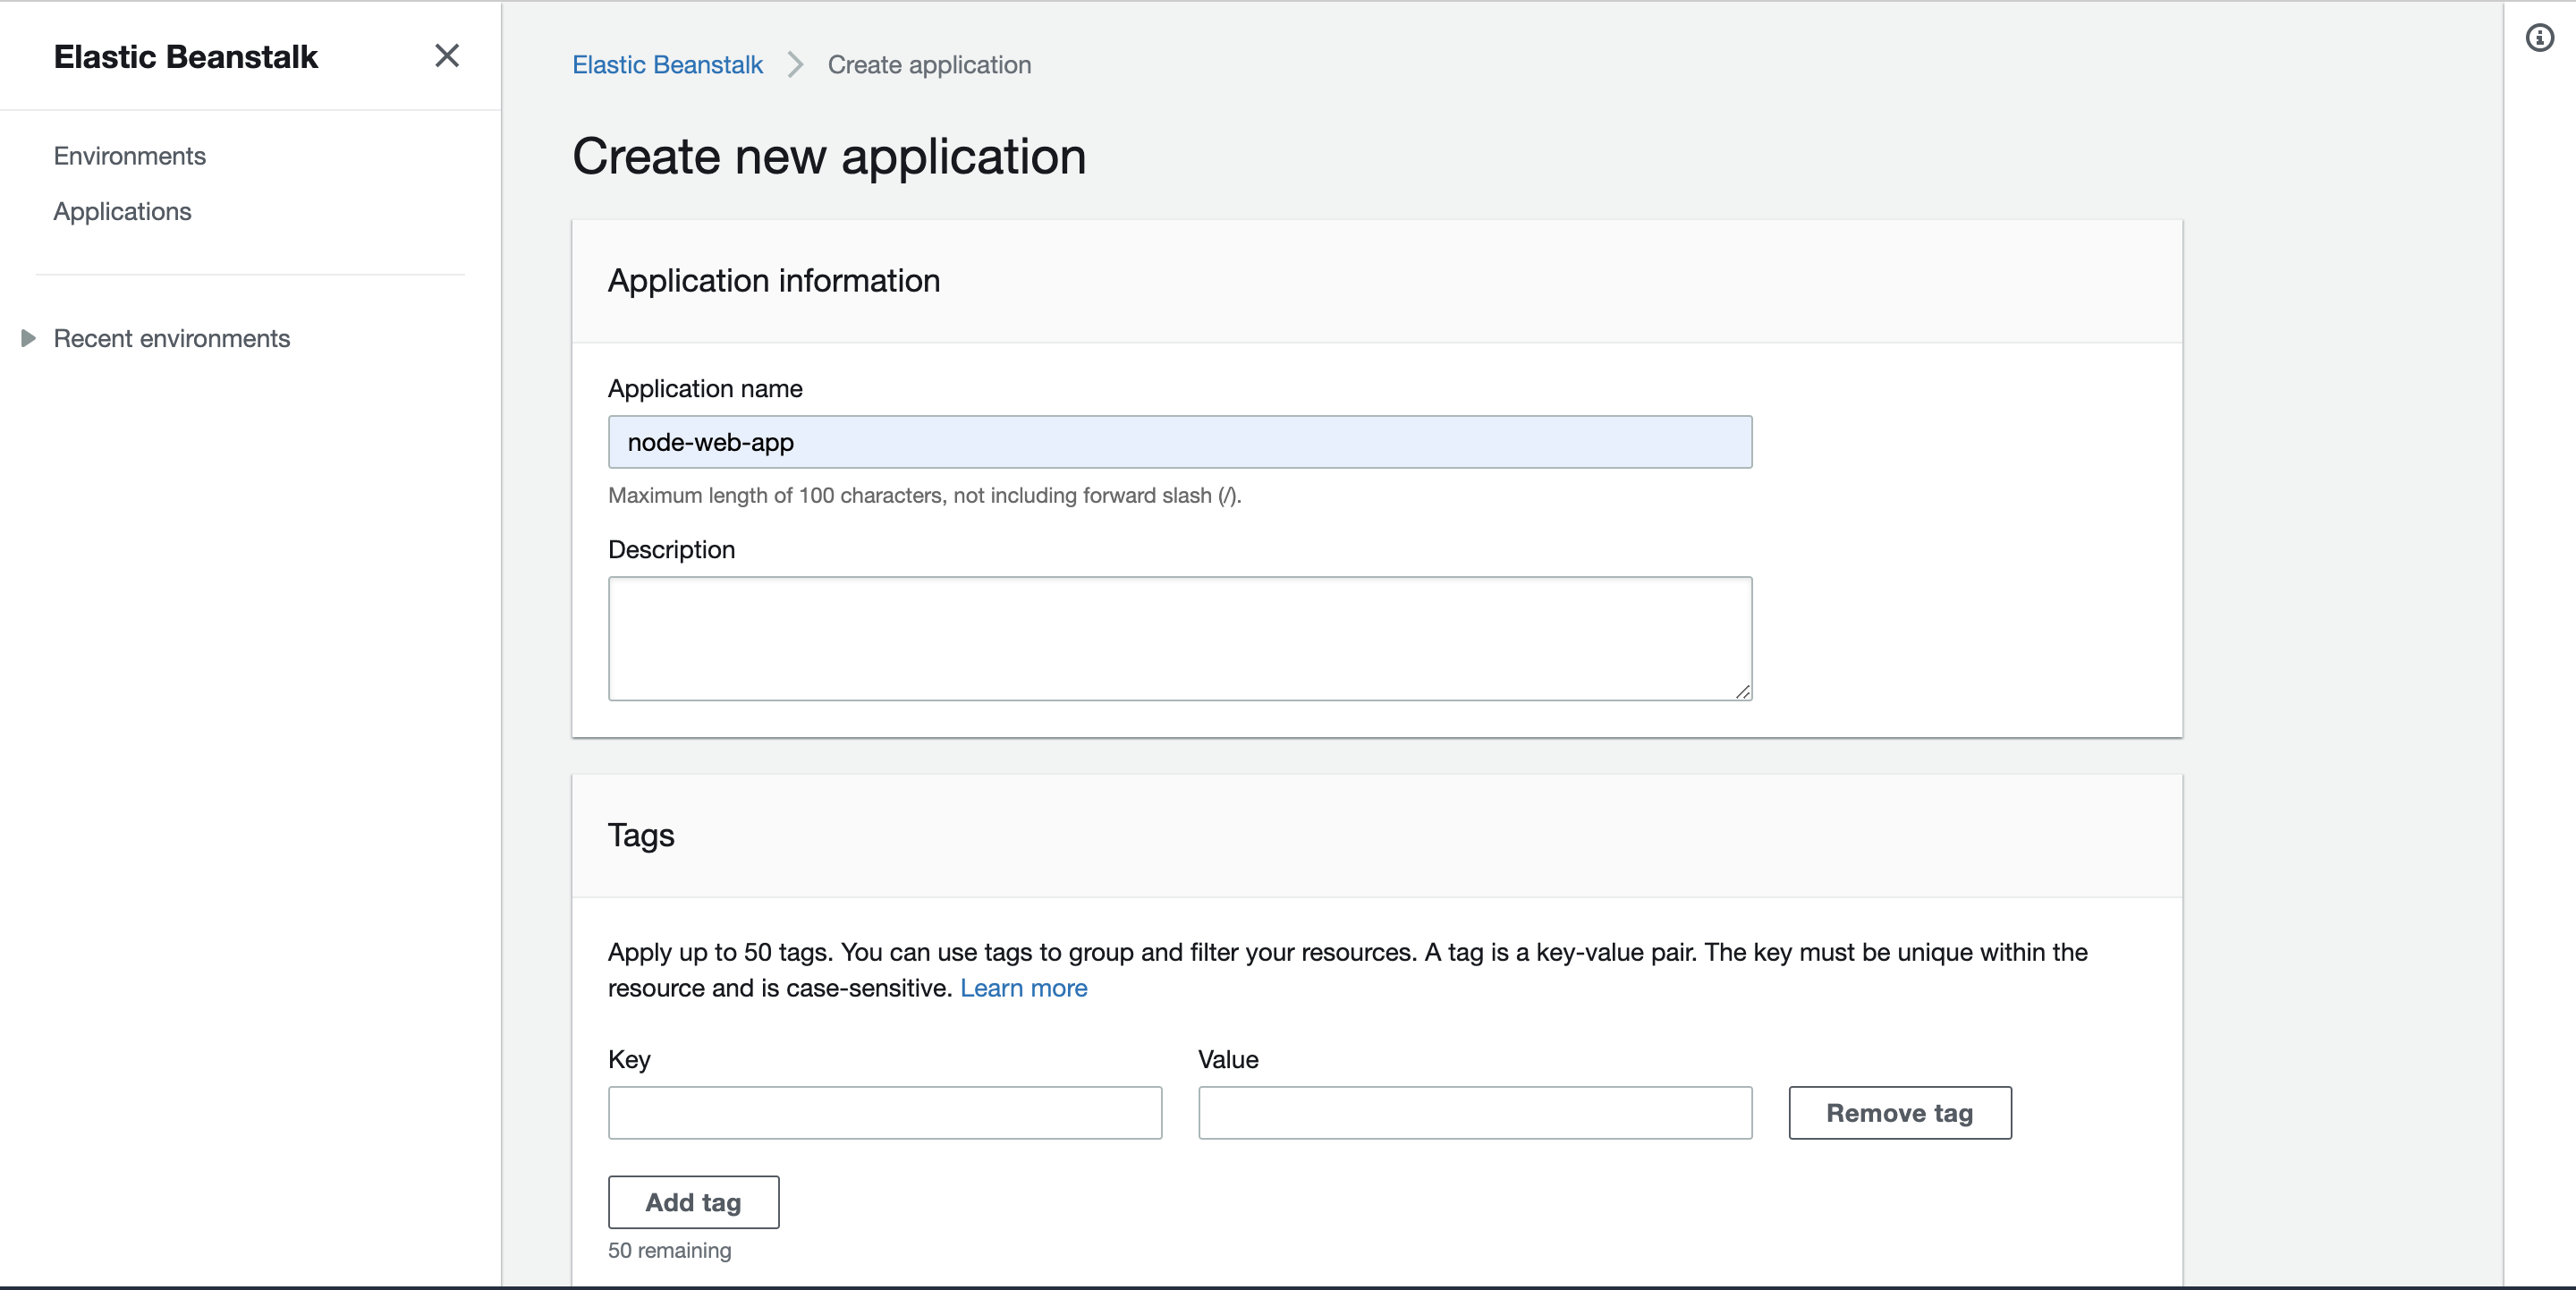 Elastic Beanstalk
Environments
Applications
Recent environments
Elastic Beanstalk > Create application
Create new application
Application information
Application name
node-web-app
Maximum length of 100 characters, not including forward slash (/).
Description
Tags
Apply up to 50 tags. You can use tags to group and filter your resources. A tag is a key-value pair. The key must be unique within the
resource and is case-sensitive. Learn more
Key Value
Remove tag
Add tag
50 remaining